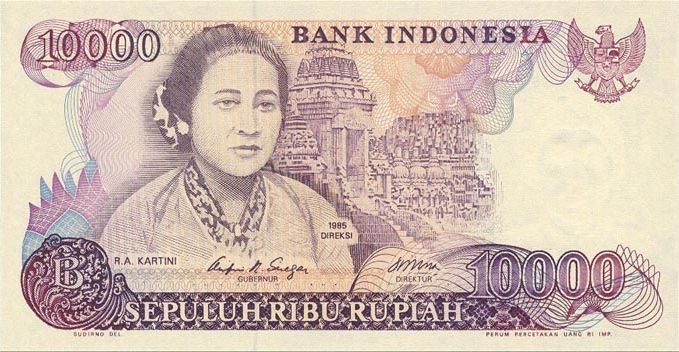 10000
BANK INDONESIA
1985
DIREKSI
R.A. KARTINI
GUBERNUR
DIREKTUR
10000
B
SEPULUH RIBU RUPIAH
SUDIRNO DEL.
PERUM PERCETAKAN UANG RI IMP.